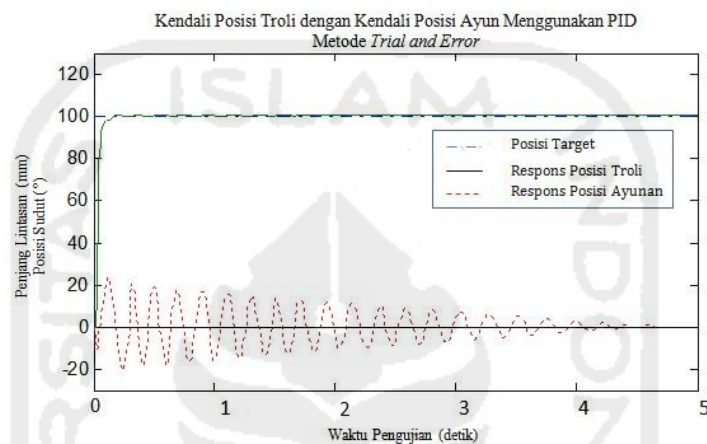 Kendali Posisi Troli dengan Kendali Posisi Ayun Menggunakan PID
Metode Trial and Error
Penjang Lintasan (mm)
Posisi Sudut (°)
120
100
80
60
40
20
0
-20
Posisi Target
Respons Posisi Troli
Respons Posisi Ayunan
0 1 2 3 4 5
Waktu Pengujian (detik)
ISLAM